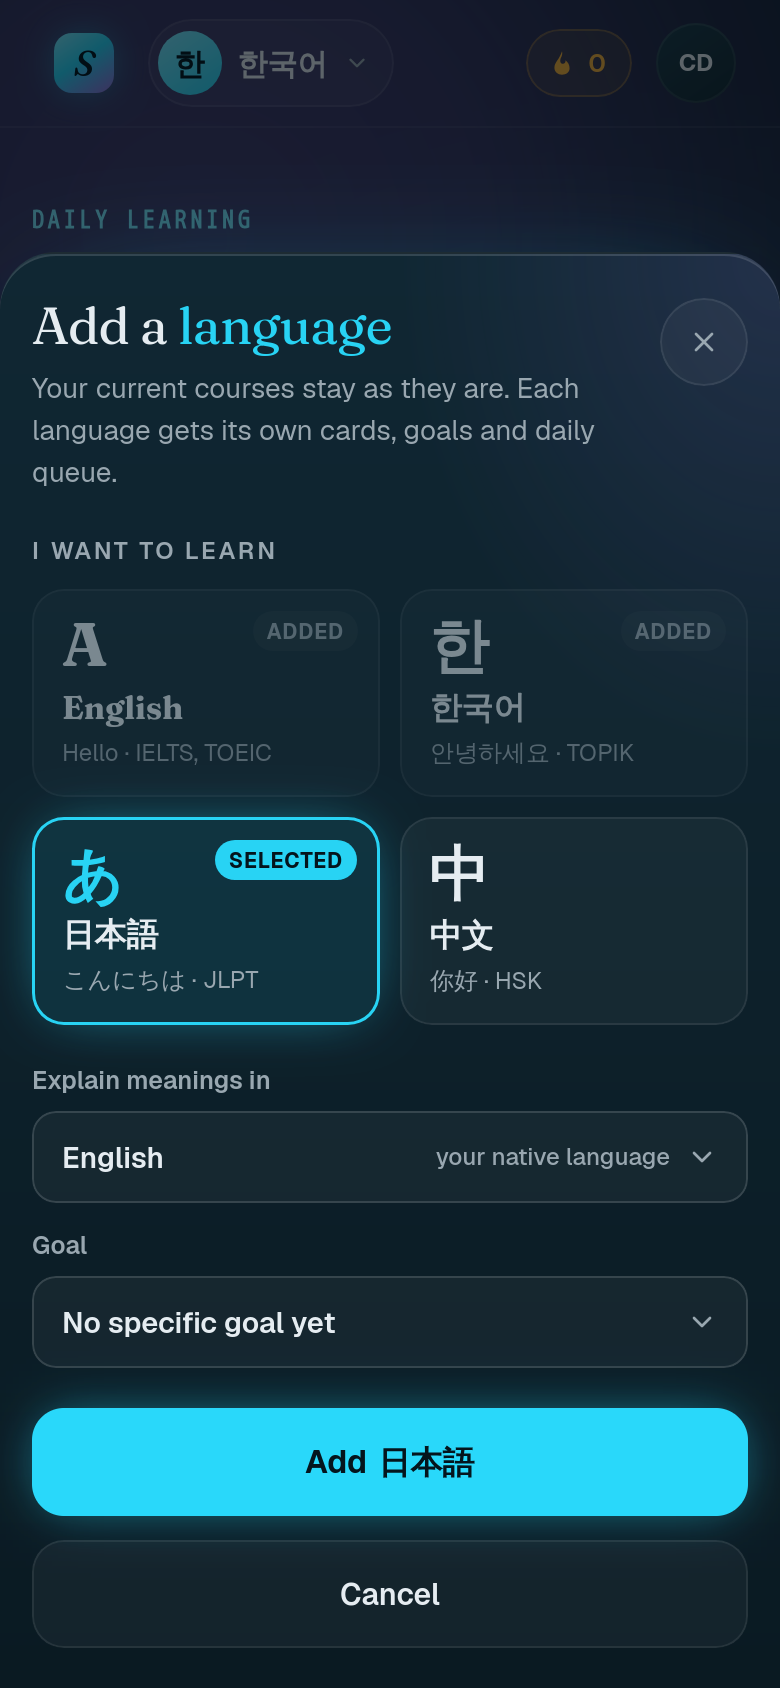 S
한 한국어
0
CD
DAILY LEARNING
Add a language
Your current courses stay as they are. Each
language gets its own cards, goals and daily
queue.
I WANT TO LEARN
A
ADDED
English
Hello · IELTS, TOEIC
한
ADDED
한국어
안녕하세요 · TOPIK
あ
SELECTED
日本語
こんにちは · JLPT
中
中文
你好 · HSK
Explain meanings in
English
your native language
Goal
No specific goal yet
Add 日本語
Cancel